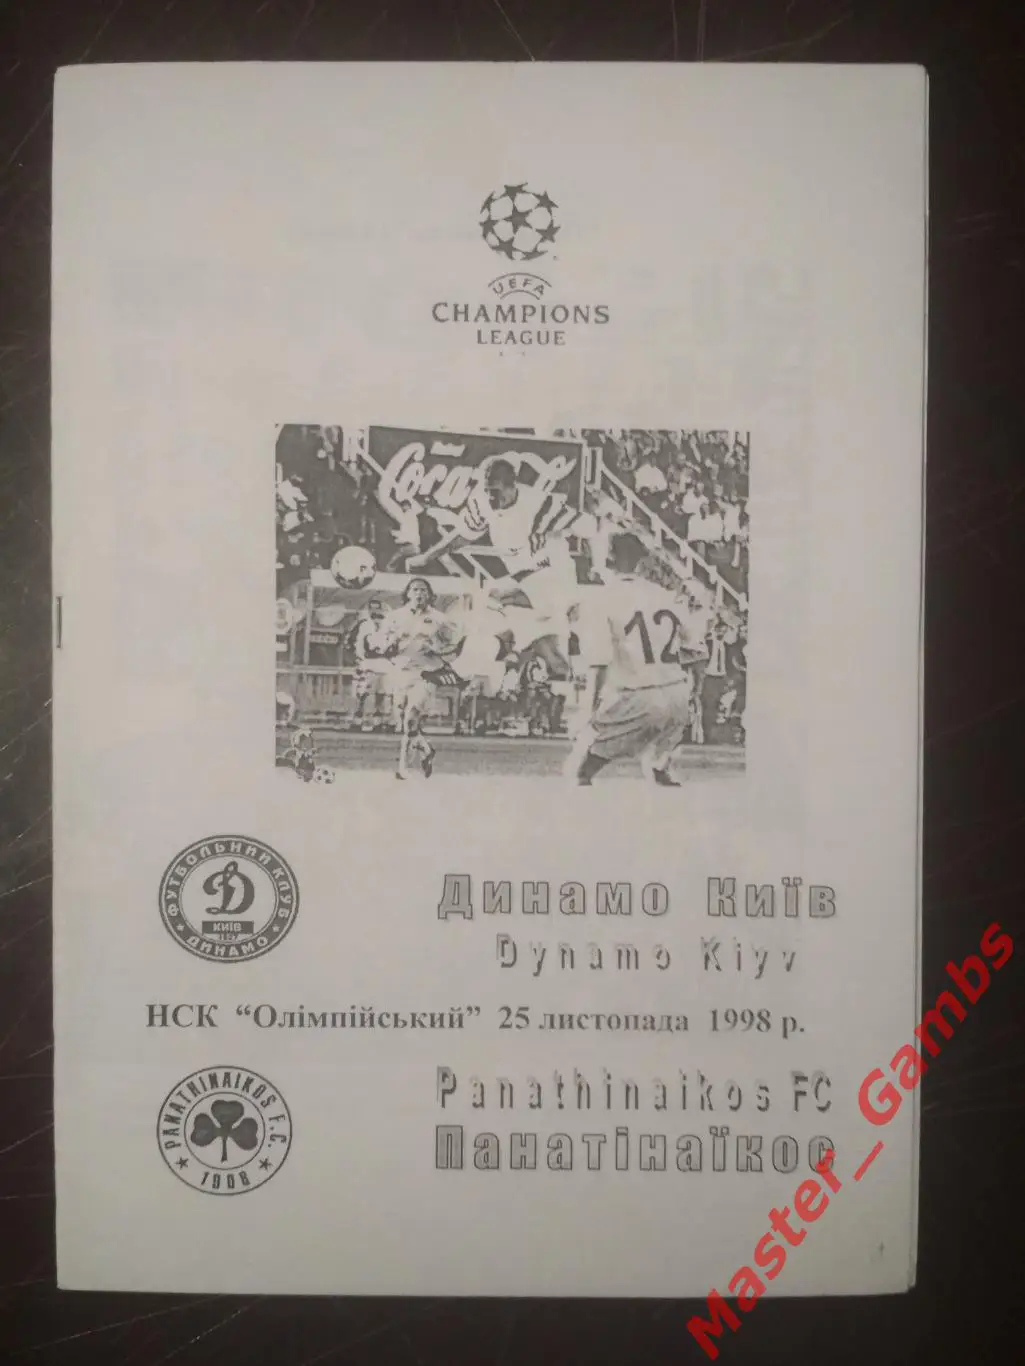 UEFA
CHAMPIONS
LEAGUE
Coca
12
ФУТБОЛЬНИЙ КЛУБ
Д
КИЇВ
ДИНАМО
Динамо Київ
Dynamo Kiyv
НСК “Олімпійський” 25 листопада 1998 р.
PANATHINAIKOS F.C.
1908
Panathinaikos FC
Панатінаїкос
Master_Gambs